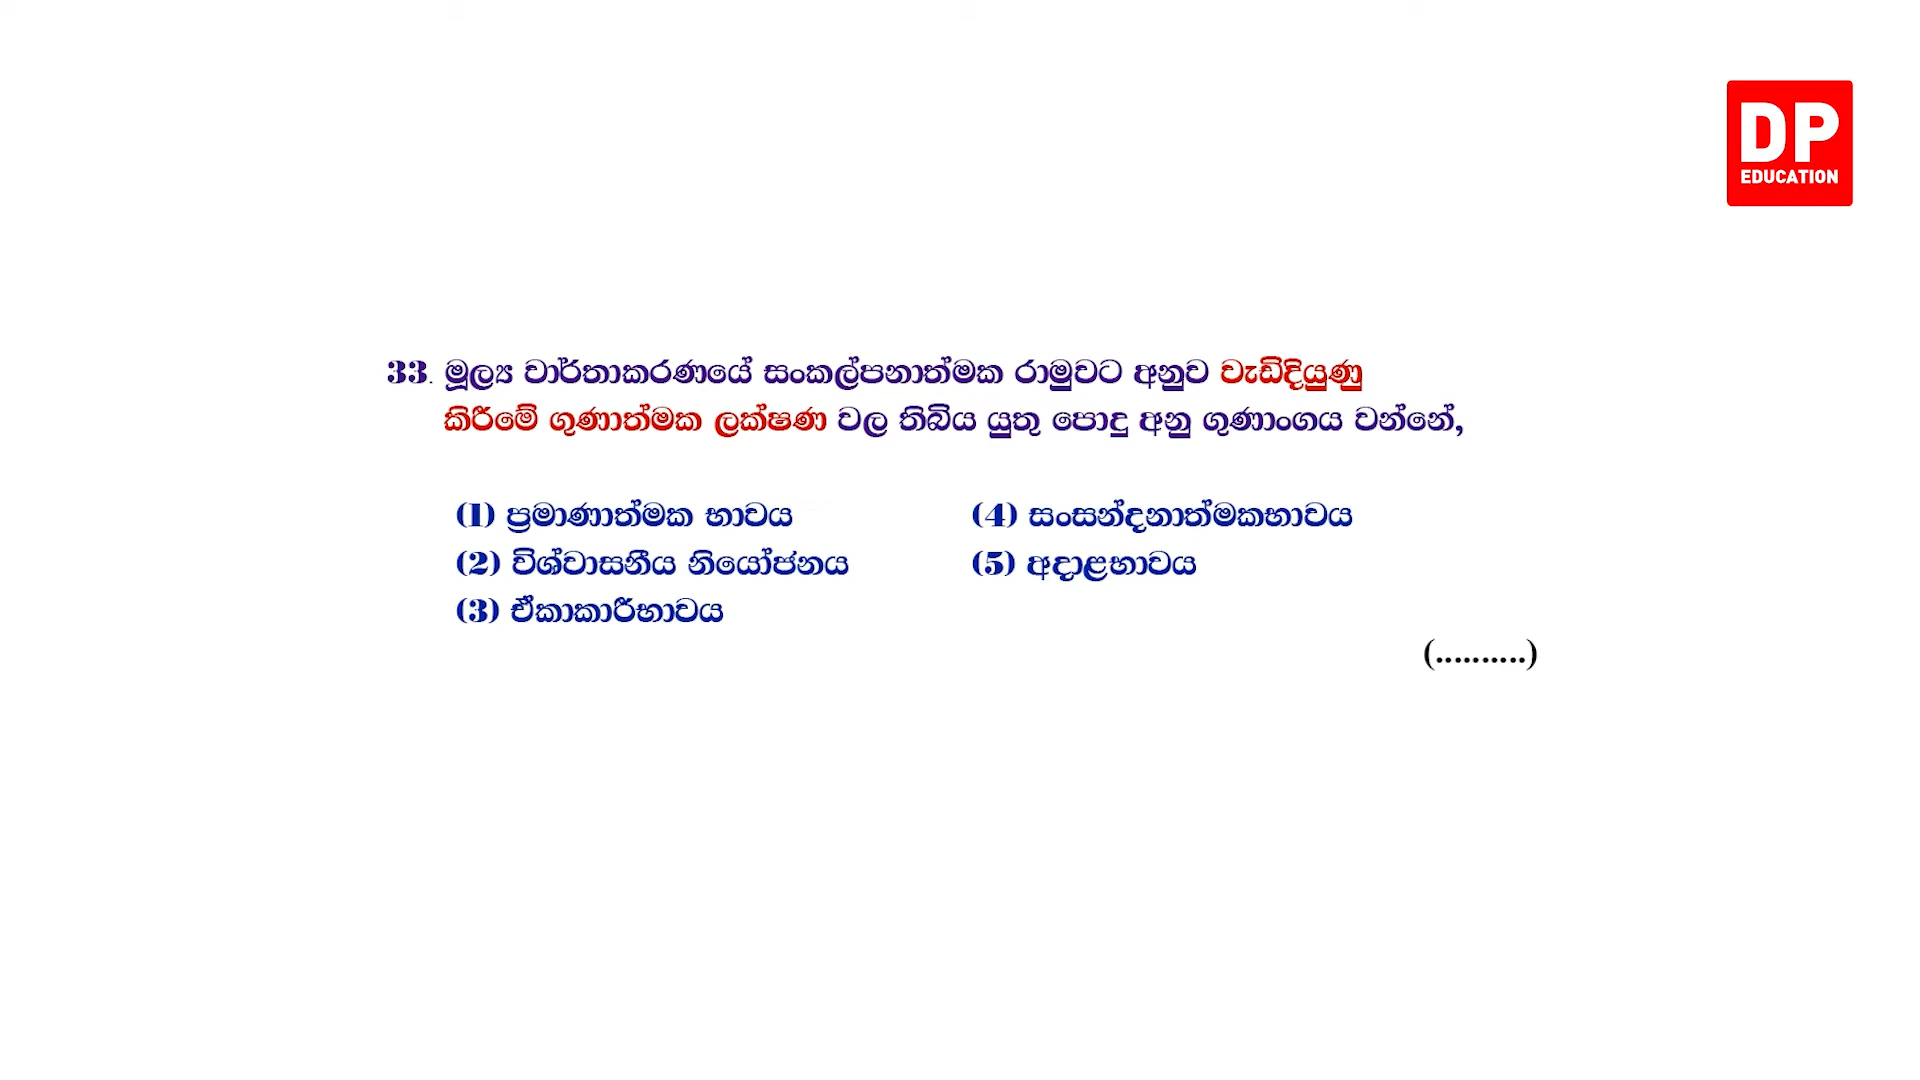 DP
EDUCATION
33. මූල්‍ය වාර්තාකරණයේ සංකල්පනාත්මක රාමුවට අනුව වැඩිදියුණු
කිරීමේ ගුණාත්මක ලක්ෂණ වල තිබිය යුතු පොදු අනු ගුණාංගය වන්නේ,
(1) ප්‍රමාණාත්මක භාවය
(2) විශ්වාසනීය නියෝජනය
(3) ඒකාකාරීභාවය
(4) සංසන්දනාත්මකභාවය
(5) අදාළභාවය
(..........)